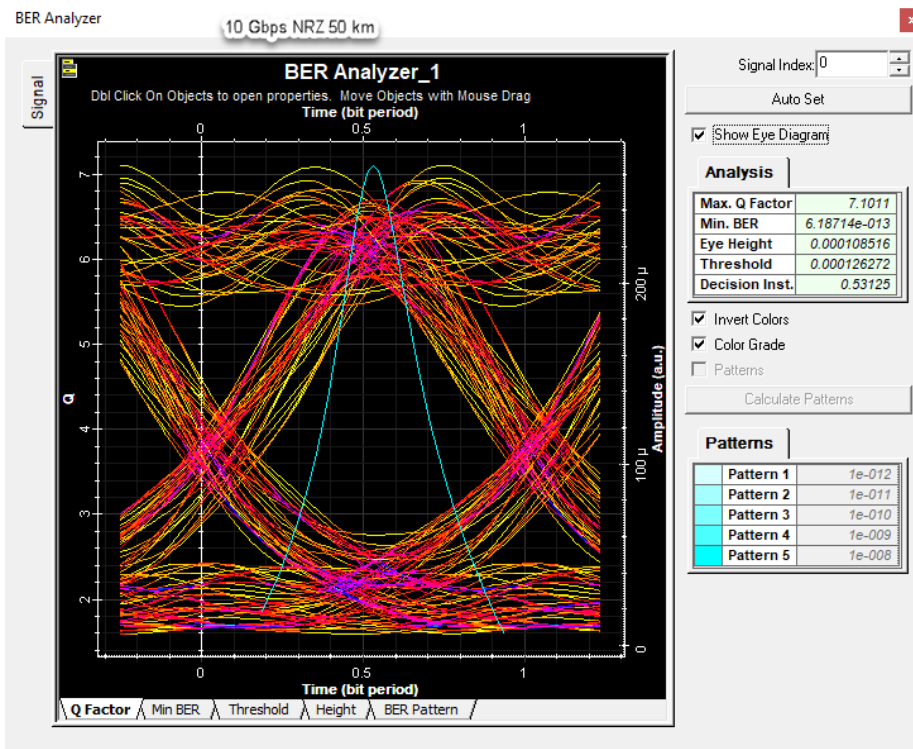 BER Analyzer
10 Gbps NRZ 50 km
Signal
BER Analyzer_1
Dbl Click On Objects to open properties. Move Objects with Mouse Drag
Time (bit period)
0 0.5 1
Q
7
6
5
4
3
2
Amplitude (a.u.)
200 µ
100 µ
0
0 0.5 1
Time (bit period)
Q Factor Min BER Threshold Height BER Pattern
Signal Index: 0
Auto Set
Show Eye Diagram
Analysis
Max. Q Factor 7.1011
Min. BER 6.18714e-013
Eye Height 0.000108516
Threshold 0.000126272
Decision Inst. 0.53125
Invert Colors
Color Grade
Patterns
Calculate Patterns
Patterns
Pattern 1 1e-012
Pattern 2 1e-011
Pattern 3 1e-010
Pattern 4 1e-009
Pattern 5 1e-008